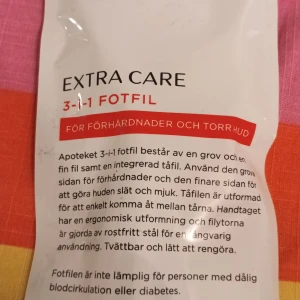 EXTRA CARE
3-i-1 FOTFIL
FÖR FÖRHÅRDNADER OCH TORR HUD
Apoteket 3-i-1 fotfil består av en grov och en
fin fil samt en integrerad tåfil. Använd den grova
sidan för förhårdnader och den finare sidan för
att göra huden slät och mjuk. Tåfilen är utformad
för att enkelt komma åt mellan tårna. Handtaget
har en ergonomisk utformning och filytorna
är gjorda av rostfritt stål för en långvarig
användning. Tvättbar och lätt att rengöra.
Fotfilen är inte lämplig för personer med dålig
blodcirkulation eller diabetes.